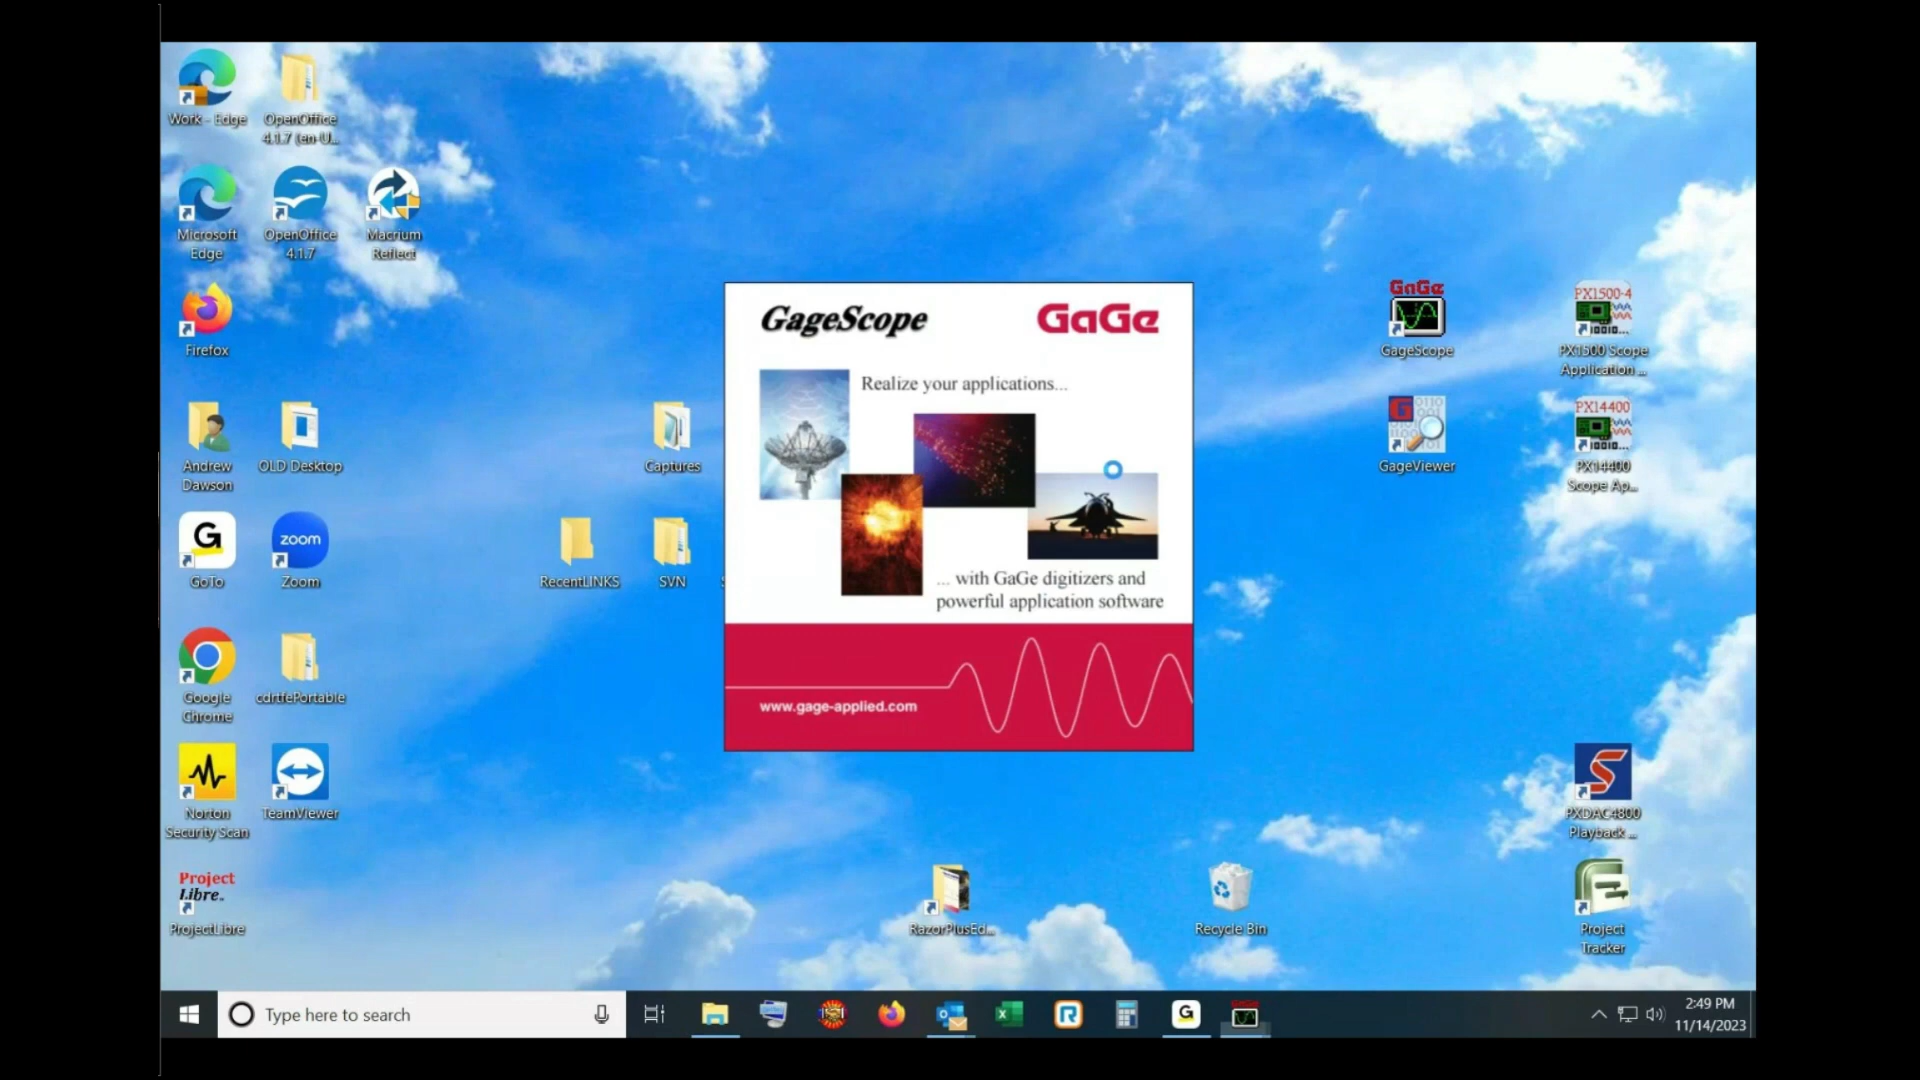 Work - Edge
OpenOffice
4.1.7 (en-U...
Microsoft
Edge
OpenOffice
4.1.7
Macrium
Reflect
Firefox
Andrew
Dawson
OLD Desktop
Captures
G
GoTo
zoom
Zoom
RecentLINKS
SVN
Google
Chrome
cdrtfePortable
Norton
Security Scan
TeamViewer
Project
Libre
ProjectLibre
GageScope
GaGe
Realize your applications...
... with GaGe digitizers and
powerful application software
www.gage-applied.com
GaGe
GageScope
PX1500-4
PX1500 Scope
Application ...
GageViewer
PX14400
PX14400
Scope Ap...
PXDAC4800
Playback ...
RazorPlusEd...
Recycle Bin
Project
Tracker
Type here to search
2:49 PM
11/14/2023